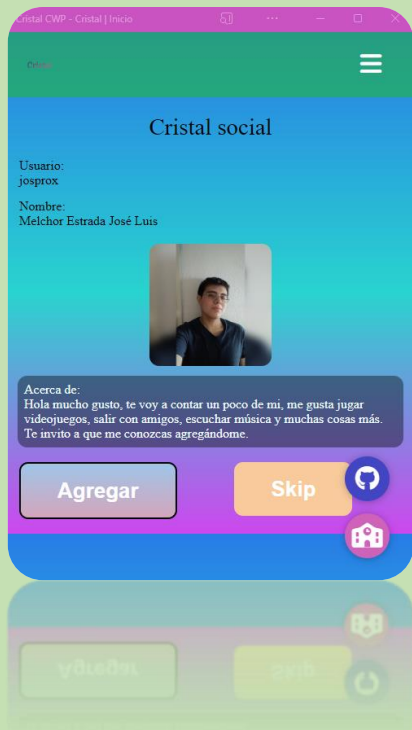 Cristal CWP - Cristal | Inicio
Cristal
Cristal social
Usuario:
josprox
Nombre:
Melchor Estrada José Luis
Acerca de:
Hola mucho gusto, te voy a contar un poco de mi, me gusta jugar
videojuegos, salir con amigos, escuchar música y muchas cosas más.
Te invito a que me conozcas agregándome.
Agregar
Skip